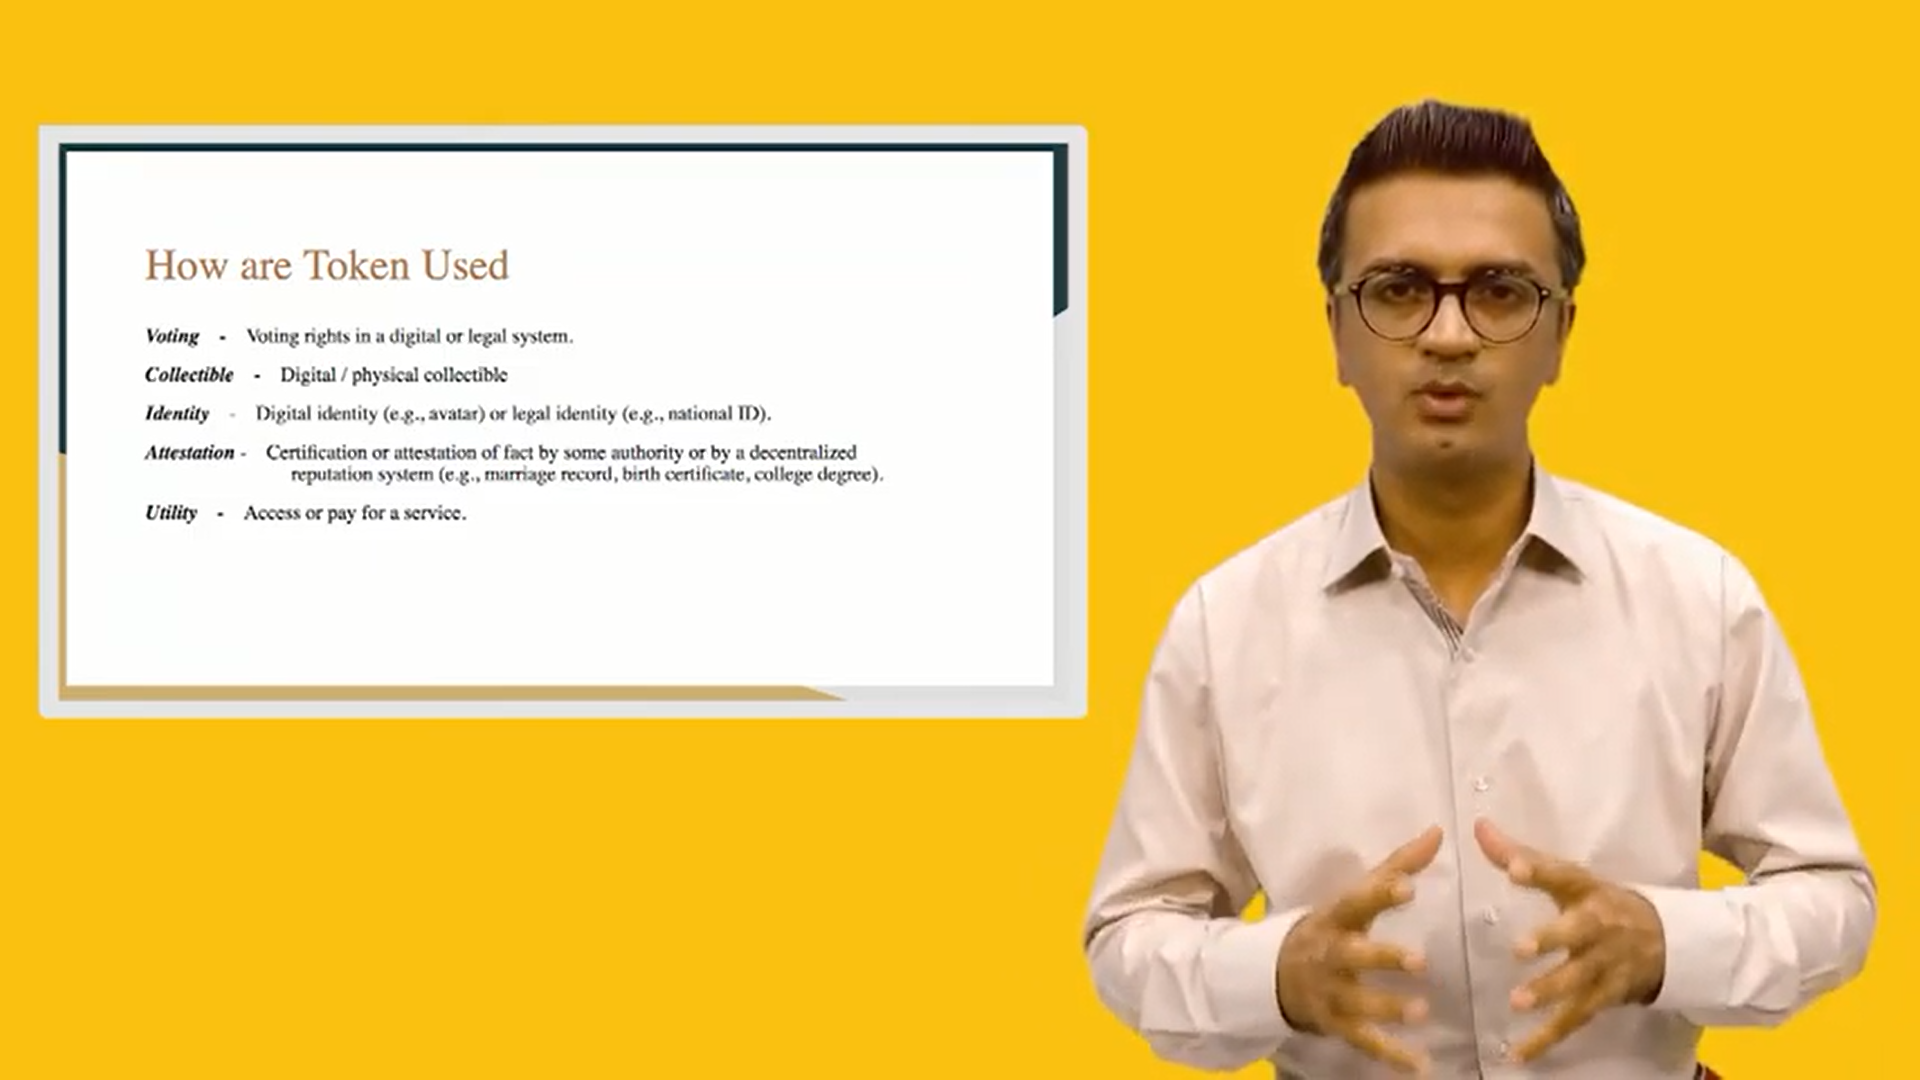 How are Token Used
Voting - Voting rights in a digital or legal system.
Collectible - Digital / physical collectible
Identity - Digital identity (e.g., avatar) or legal identity (e.g., national ID).
Attestation - Certification or attestation of fact by some authority or by a decentralized
reputation system (e.g., marriage record, birth certificate, college degree).
Utility - Access or pay for a service.